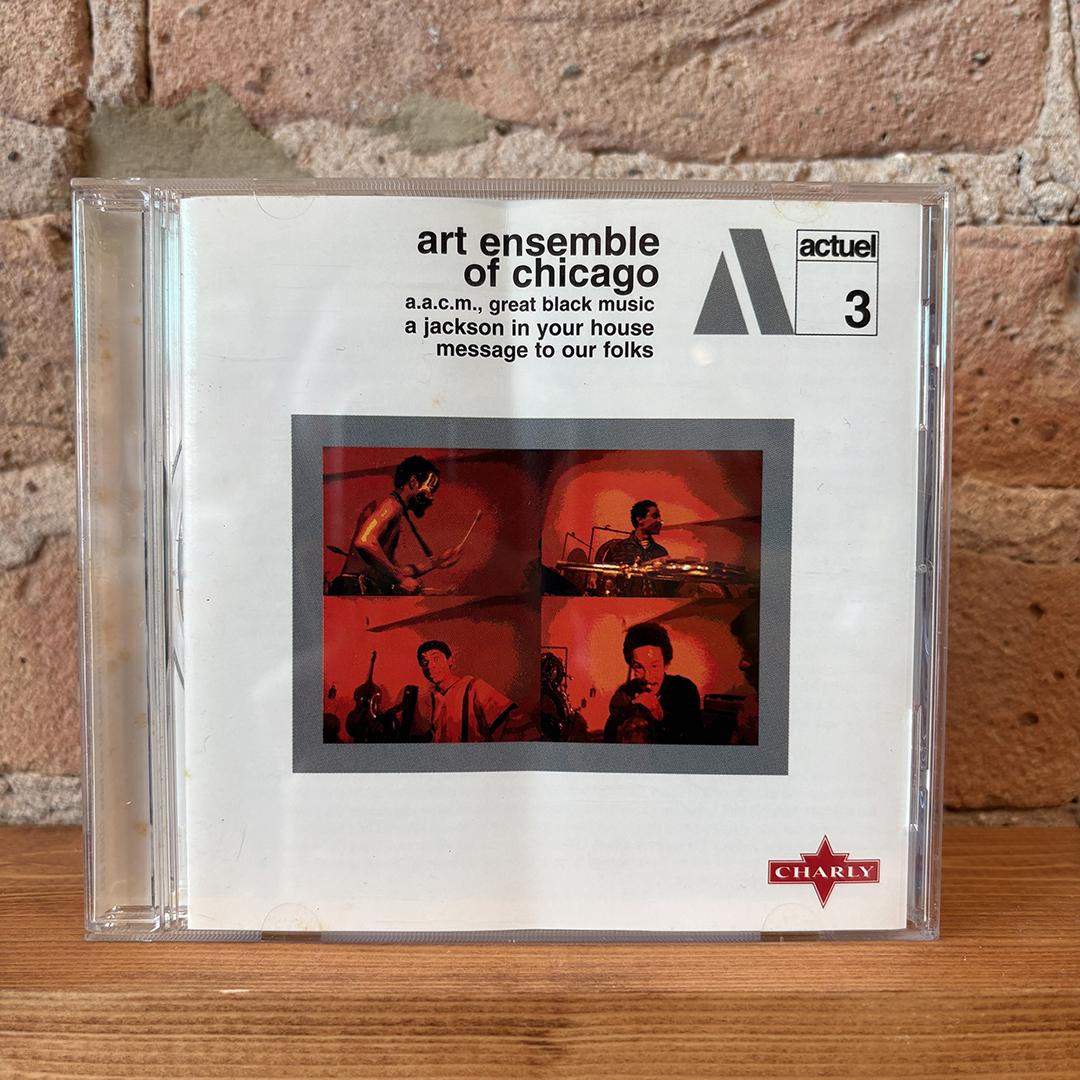 art ensemble
of chicago
a.a.c.m., great black music
a jackson in your house
message to our folks
actuel
3
CHARLY